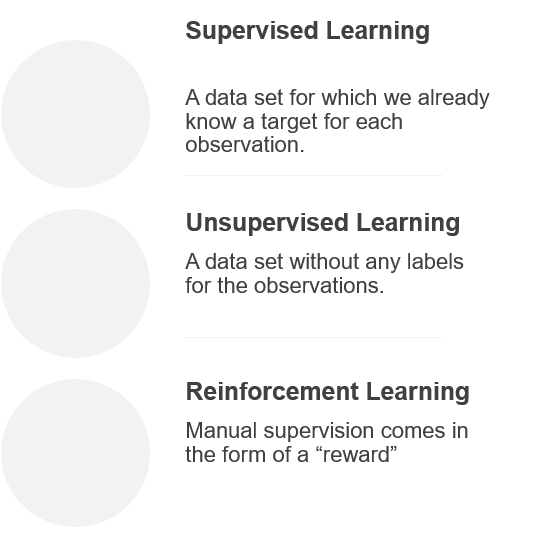 Supervised Learning
A data set for which we already
know a target for each
observation.
Unsupervised Learning
A data set without any labels
for the observations.
Reinforcement Learning
Manual supervision comes in
the form of a “reward”